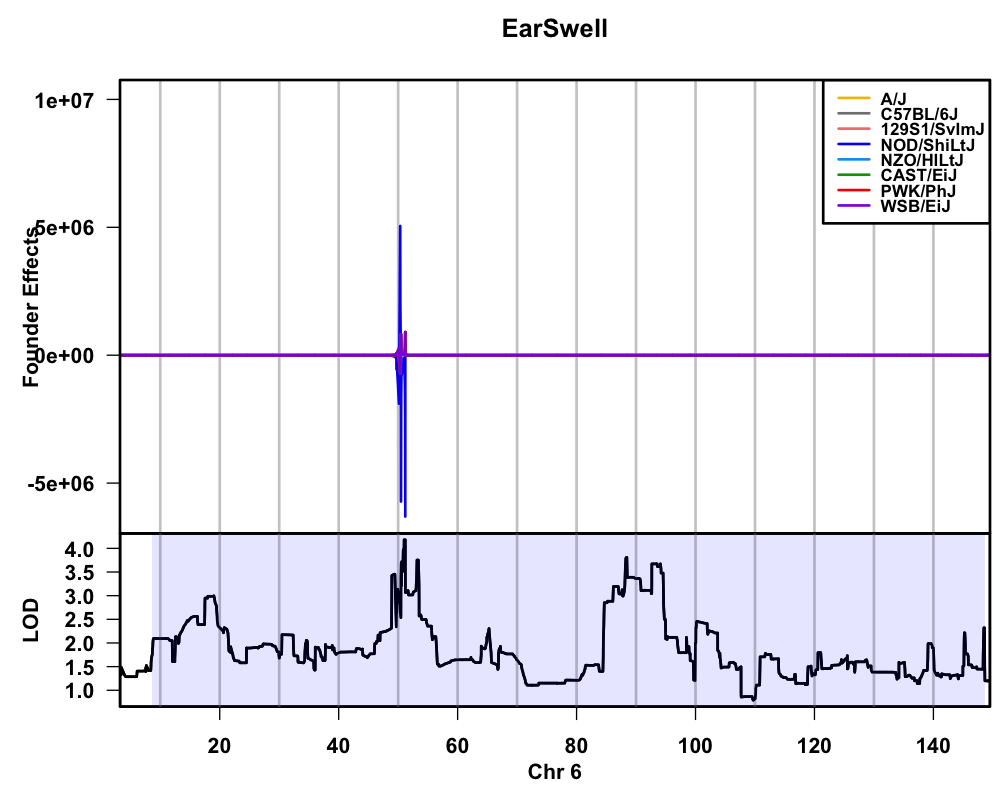 EarSwell
Founder Effects
1e+07
5e+06
0e+00
-5e+06
A/J
C57BL/6J
129S1/SvImJ
NOD/ShiLtJ
NZO/HlLtJ
CAST/EiJ
PWK/PhJ
WSB/EiJ
LOD
4.0
3.5
3.0
2.5
2.0
1.5
1.0
20 40 60 80 100 120 140
Chr 6